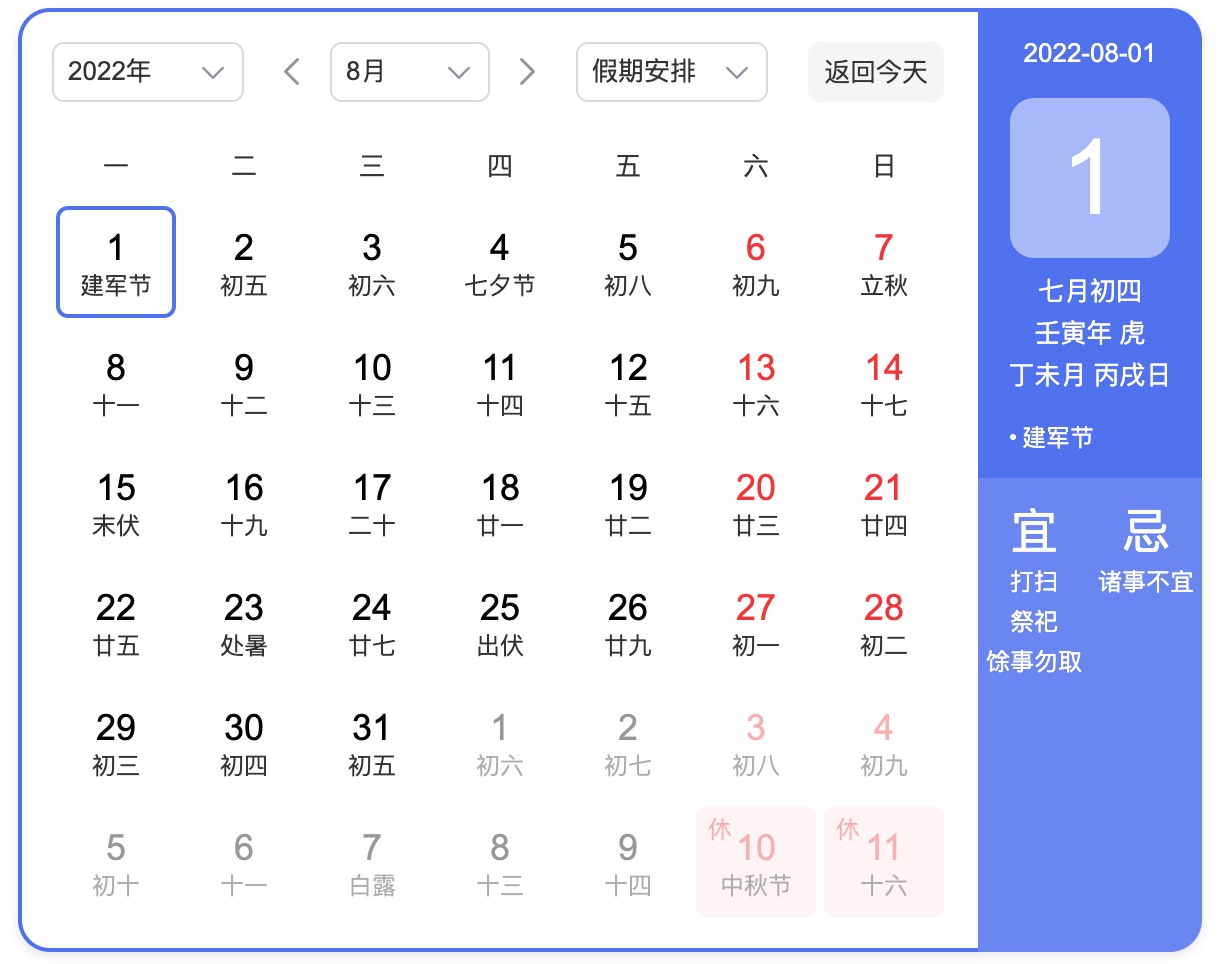 2022年 8月 假期安排 返回今天
一 二 三 四 五 六 日
1 2 3 4 5 6 7
建军节 初五 初六 七夕节 初八 初九 立秋
8 9 10 11 12 13 14
十一 十二 十三 十四 十五 十六 十七
15 16 17 18 19 20 21
末伏 十九 二十 廿一 廿二 廿三 廿四
22 23 24 25 26 27 28
廿五 处暑 廿七 出伏 廿九 初一 初二
29 30 31 1 2 3 4
初三 初四 初五 初六 初七 初八 初九
5 6 7 8 9 休 10 休 11
初十 十一 白露 十三 十四 中秋节 十六
2022-08-01
1
七月初四
壬寅年 虎
丁未月 丙戌日
• 建军节
宜 忌
打扫 诸事不宜
祭祀
馀事勿取